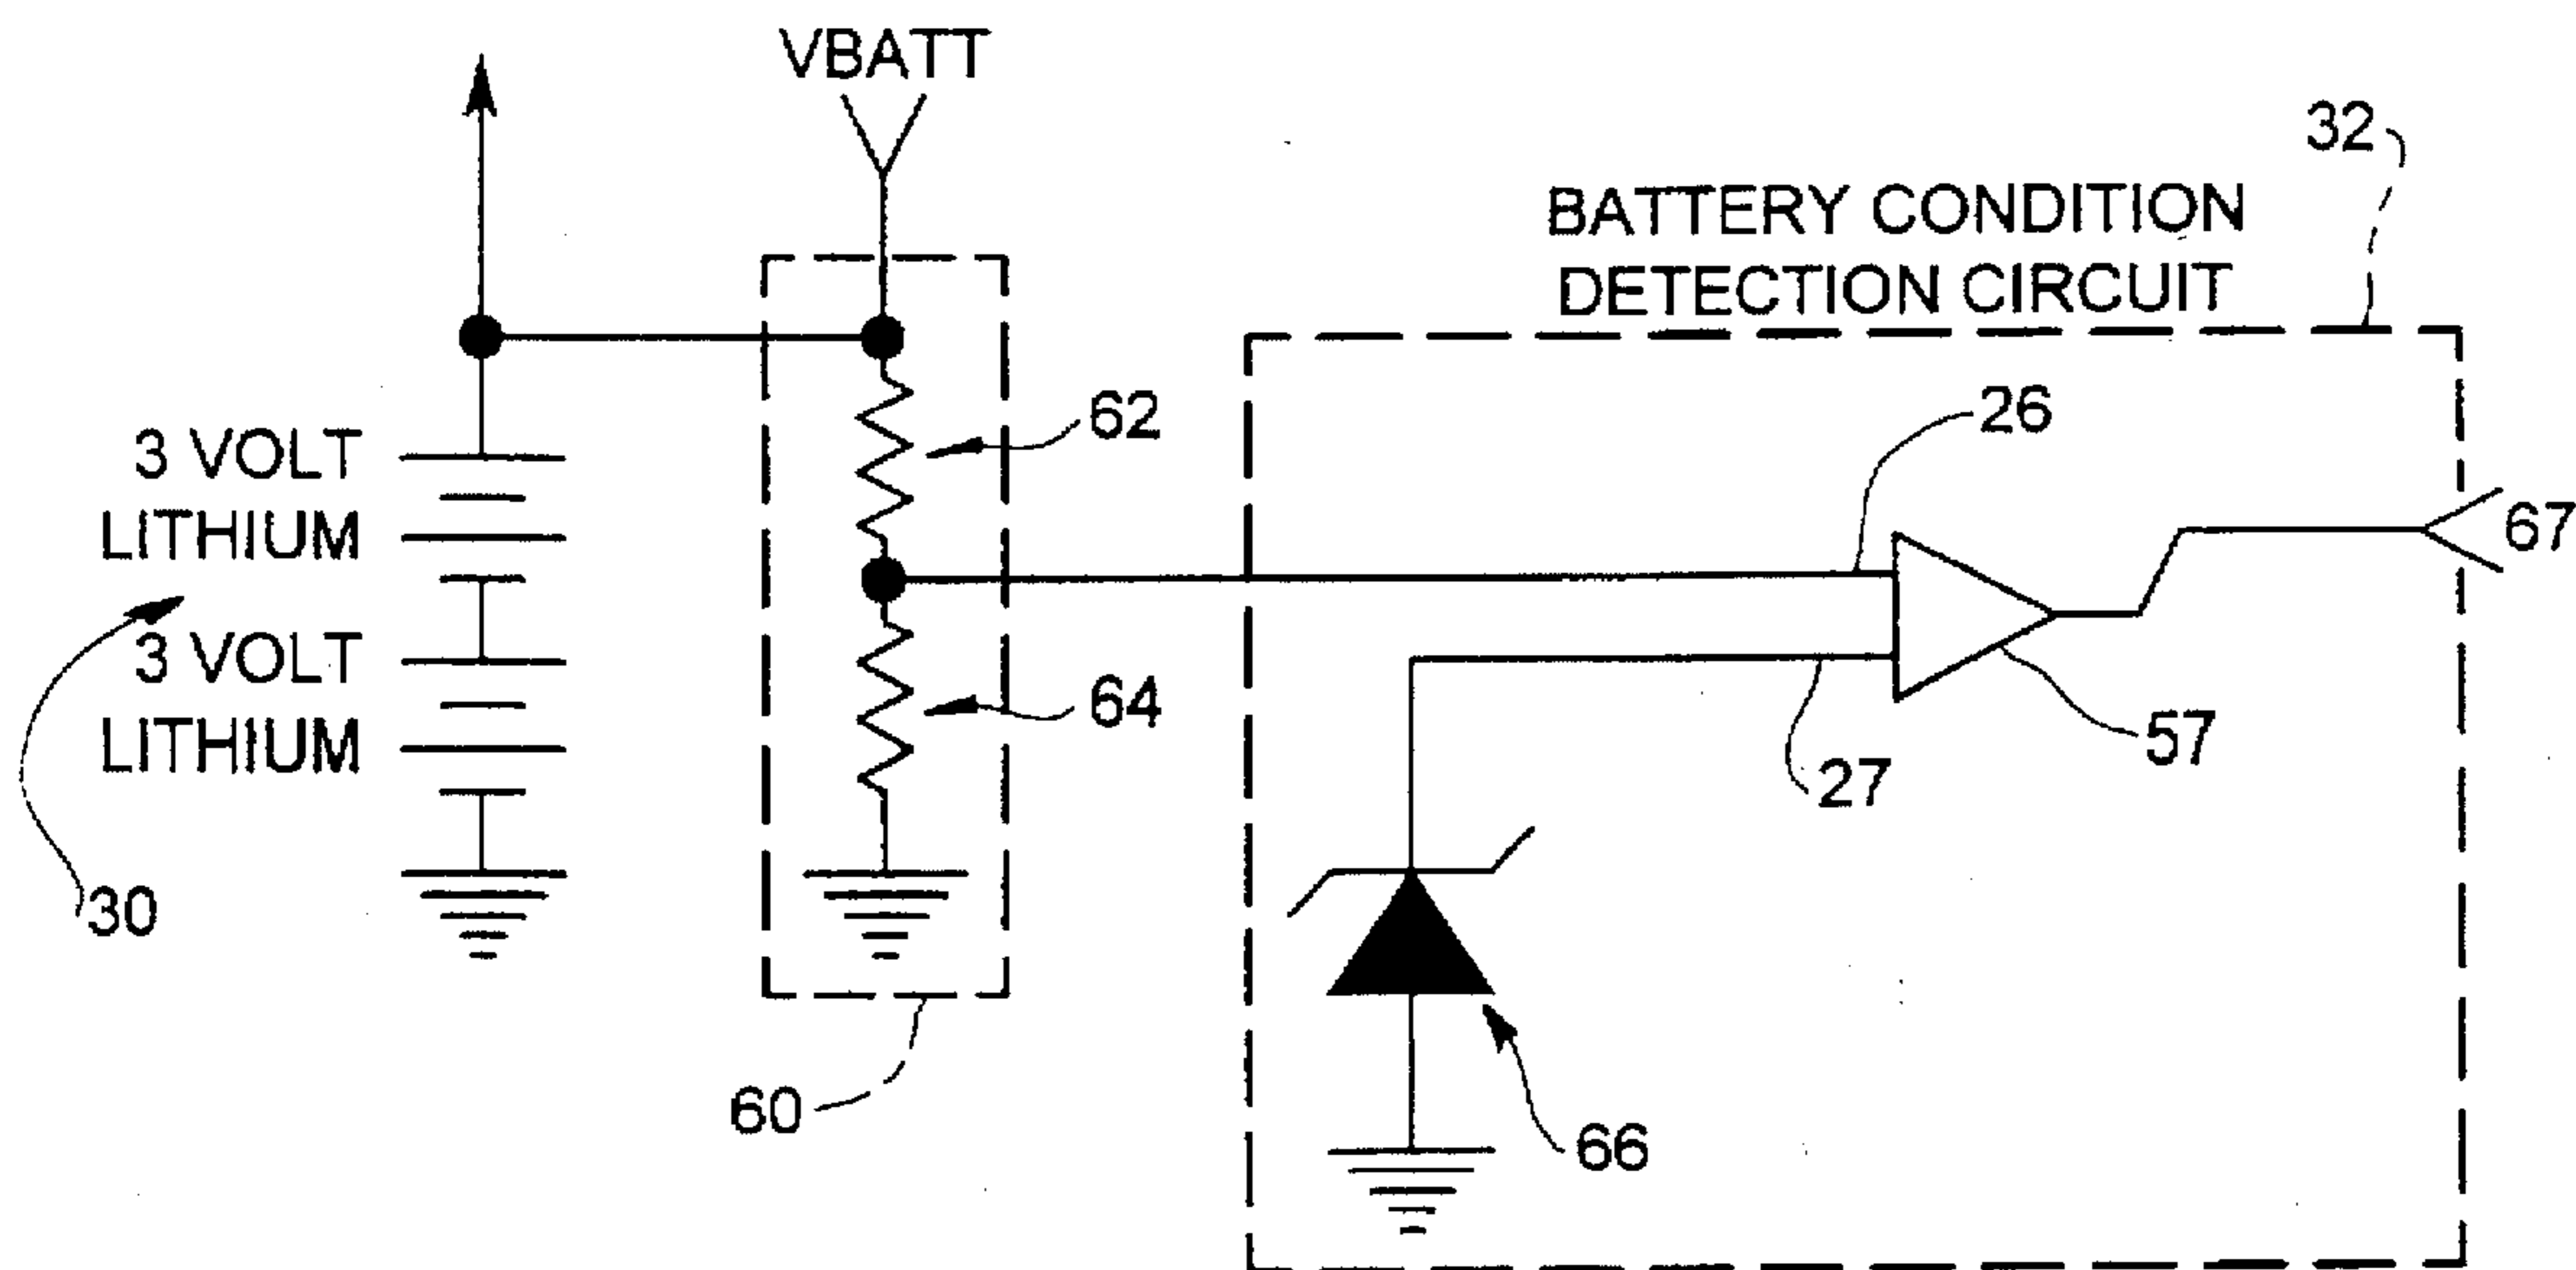 VBATT
32
BATTERY CONDITION
DETECTION CIRCUIT
3 VOLT
LITHIUM
3 VOLT
LITHIUM
30
62
64
60
26
27
57
67
66